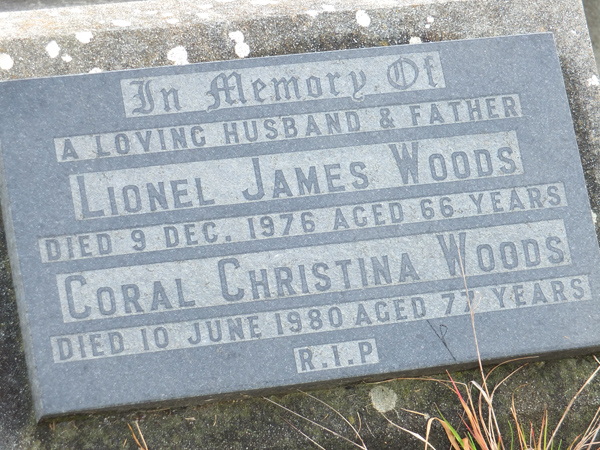 In Memory Of
A LOVING HUSBAND & FATHER
LIONEL JAMES WOODS
DIED 9 DEC. 1976 AGED 66 YEARS
CORAL CHRISTINA WOODS
DIED 10 JUNE 1980 AGED 77 YEARS
R.I.P